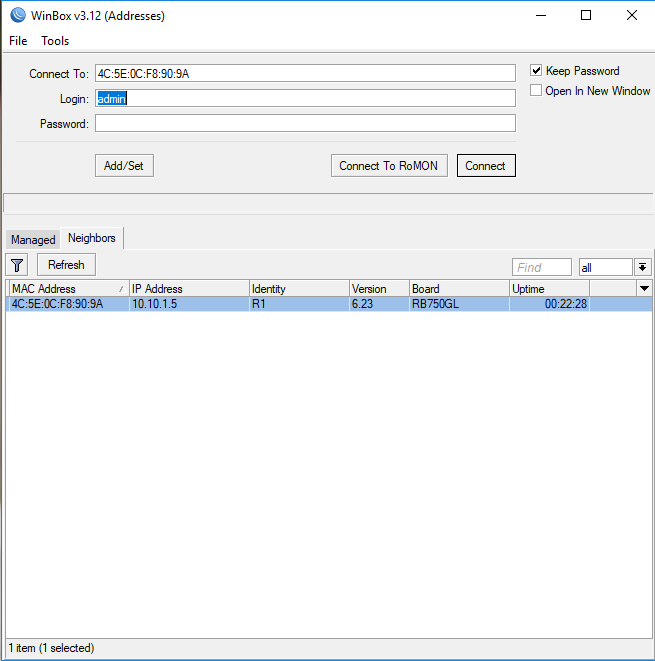 WinBox v3.12 (Addresses)
File Tools
Connect To: 4C:5E:0C:F8:90:9A
Keep Password
Login: admin
Open In New Window
Password:
Add/Set Connect To RoMON Connect
Managed Neighbors
Refresh Find all
MAC Address IP Address Identity Version Board Uptime
4C:5E:0C:F8:90:9A 10.10.1.5 R1 6.23 RB750GL 00:22:28
1 item (1 selected)